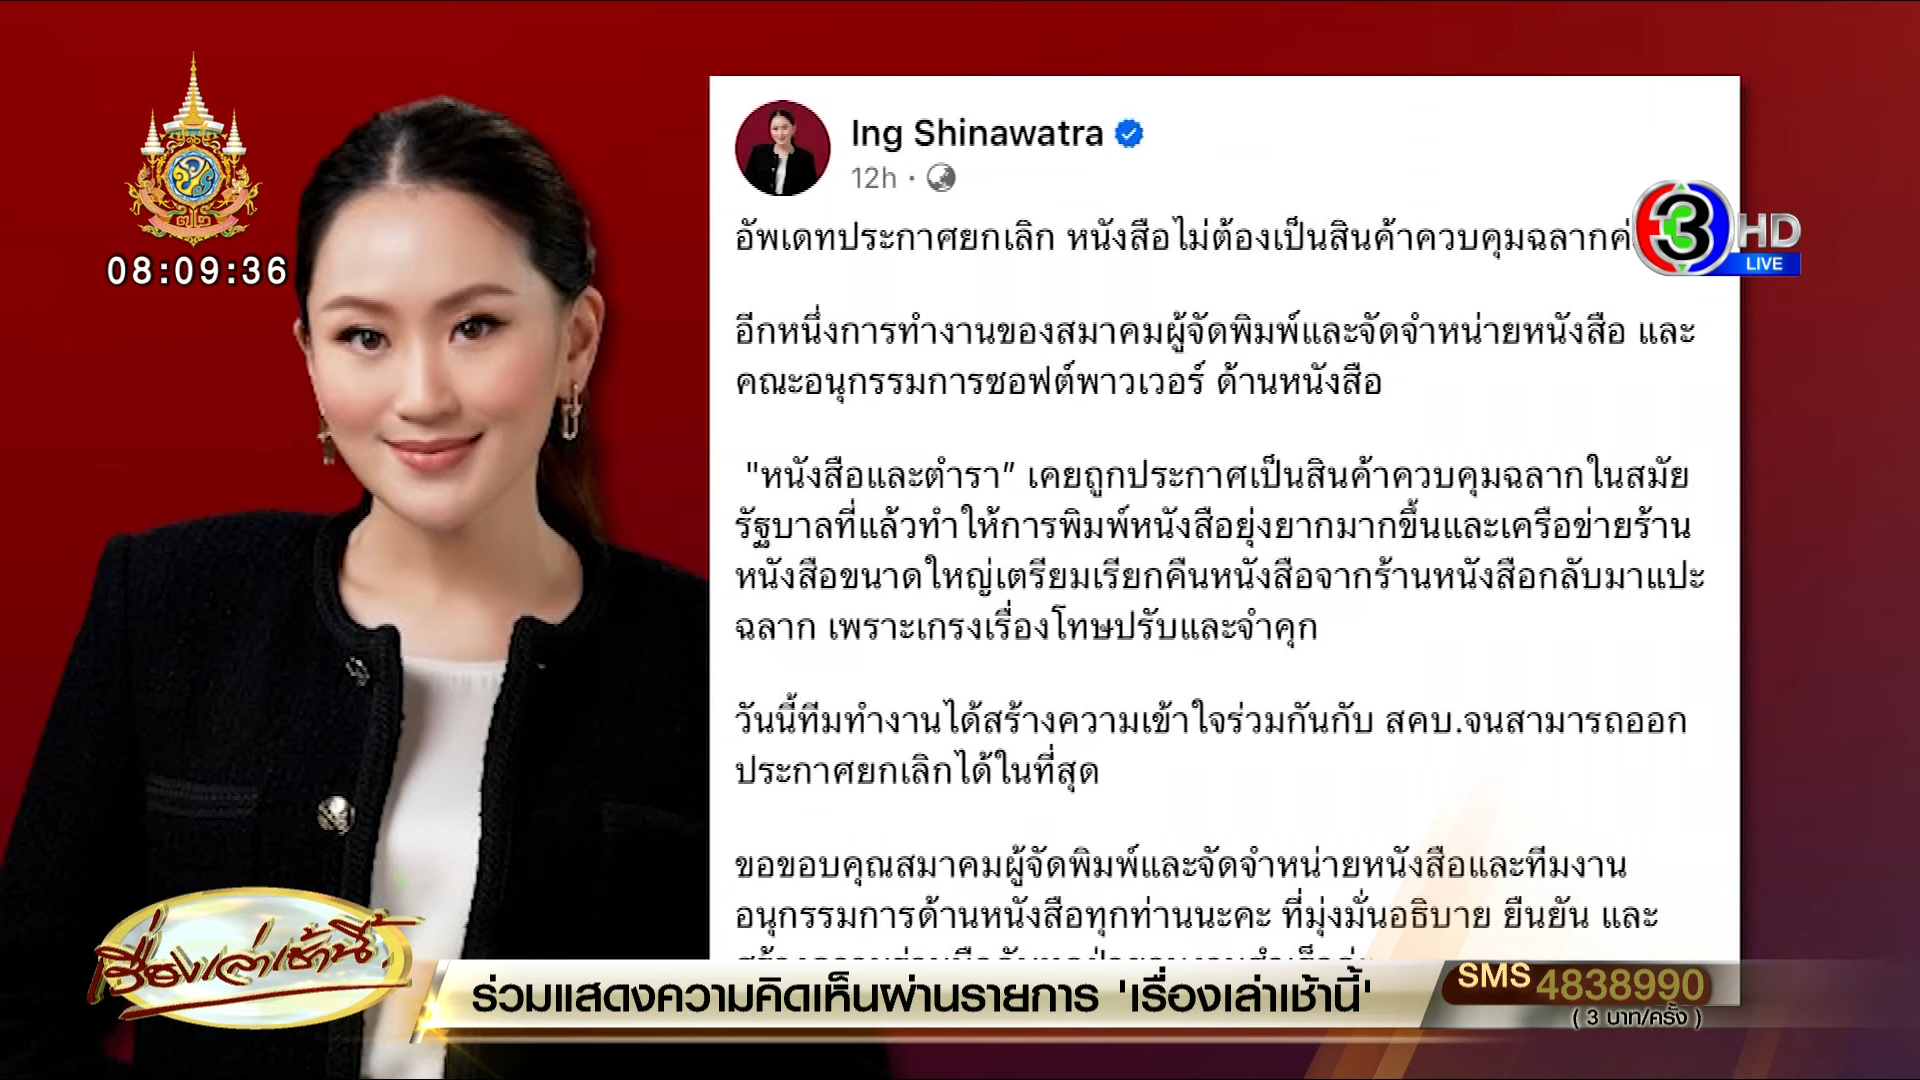 08:09:36
Ing Shinawatra
12h ·
3 HD
LIVE
อัพเดทประกาศยกเลิก หนังสือไม่ต้องเป็นสินค้าควบคุมฉลาก
อีกหนึ่งการทำงานของสมาคมผู้จัดพิมพ์และจัดจำหน่ายหนังสือ และ
คณะอนุกรรมการซอฟต์พาวเวอร์ ด้านหนังสือ
"หนังสือและตำรา” เคยถูกประกาศเป็นสินค้าควบคุมฉลากในสมัย
รัฐบาลที่แล้วทำให้การพิมพ์หนังสือยุ่งยากมากขึ้นและเครือข่ายร้าน
หนังสือขนาดใหญ่เตรียมเรียกคืนหนังสือจากร้านหนังสือกลับมาแปะ
ฉลาก เพราะเกรงเรื่องโทษปรับและจำคุก
วันนี้ทีมทำงานได้สร้างความเข้าใจร่วมกันกับ สคบ.จนสามารถออก
ประกาศยกเลิกได้ในที่สุด
ขอขอบคุณสมาคมผู้จัดพิมพ์และจัดจำหน่ายหนังสือและทีมงาน
อนุกรรมการด้านหนังสือทุกท่านนะคะ ที่มุ่งมั่นอธิบาย ยืนยัน และ
เรื่องเล่าเช้านี้
ร่วมแสดงความคิดเห็นผ่านรายการ 'เรื่องเล่าเช้านี้'
SMS 4838990
( 3 บาท/ครั้ง )